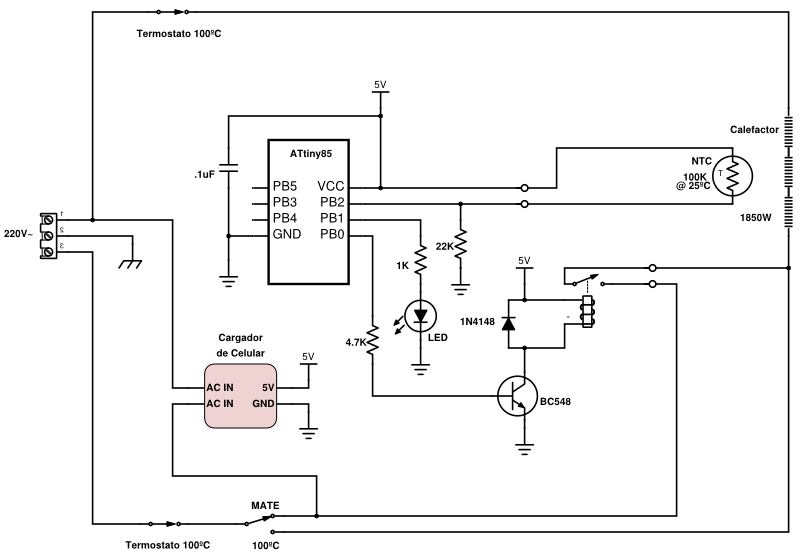 Termostato 100ºC
5V
Calefactor
ATtiny85
.1uF
PB5
VCC
PB3
PB2
PB4
PB1
GND
PB0
NTC
T
100K
@ 25ºC
1850W
220V~
1
2
3
22K
1K
5V
1N4148
LED
4.7K
Cargador
de Celular
5V
AC IN
5V
AC IN
GND
BC548
MATE
Termostato 100ºC
100ºC